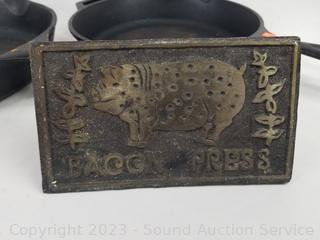 BACON PRESS
Copyright 2023 - Sound Auction Service